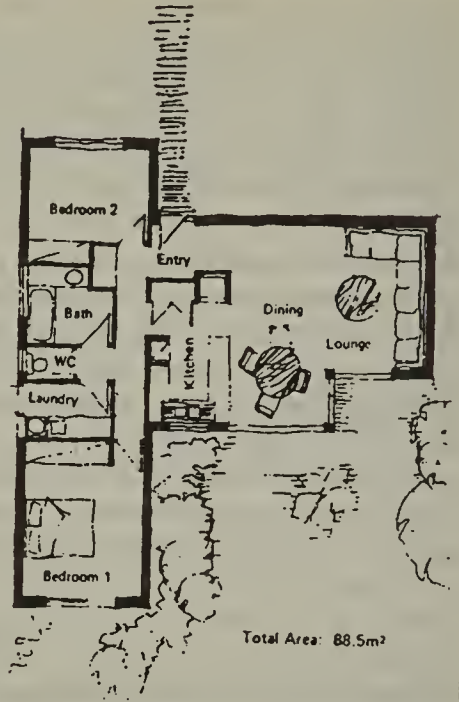 Bedroom 2
Entry
Bath
Dining
Kitchen
Lounge
WC
Laundry
Bedroom 1
Total Area: 88.5m²